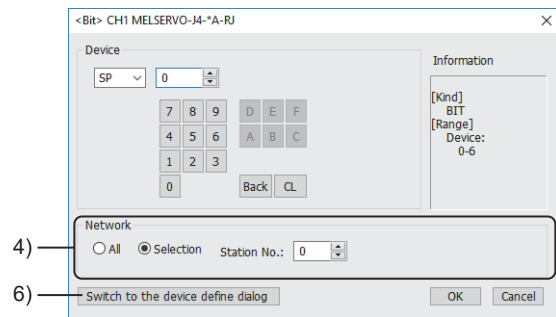 <Bit> CH1 MELSERVO-J4-*A-RJ
Device
SP 0
7 8 9 D E F
4 5 6 A B C
1 2 3
0 Back CL
Information
[Kind]
BIT
[Range]
Device:
0-6
Network
4) All Selection Station No.: 0
6) Switch to the device define dialog OK Cancel